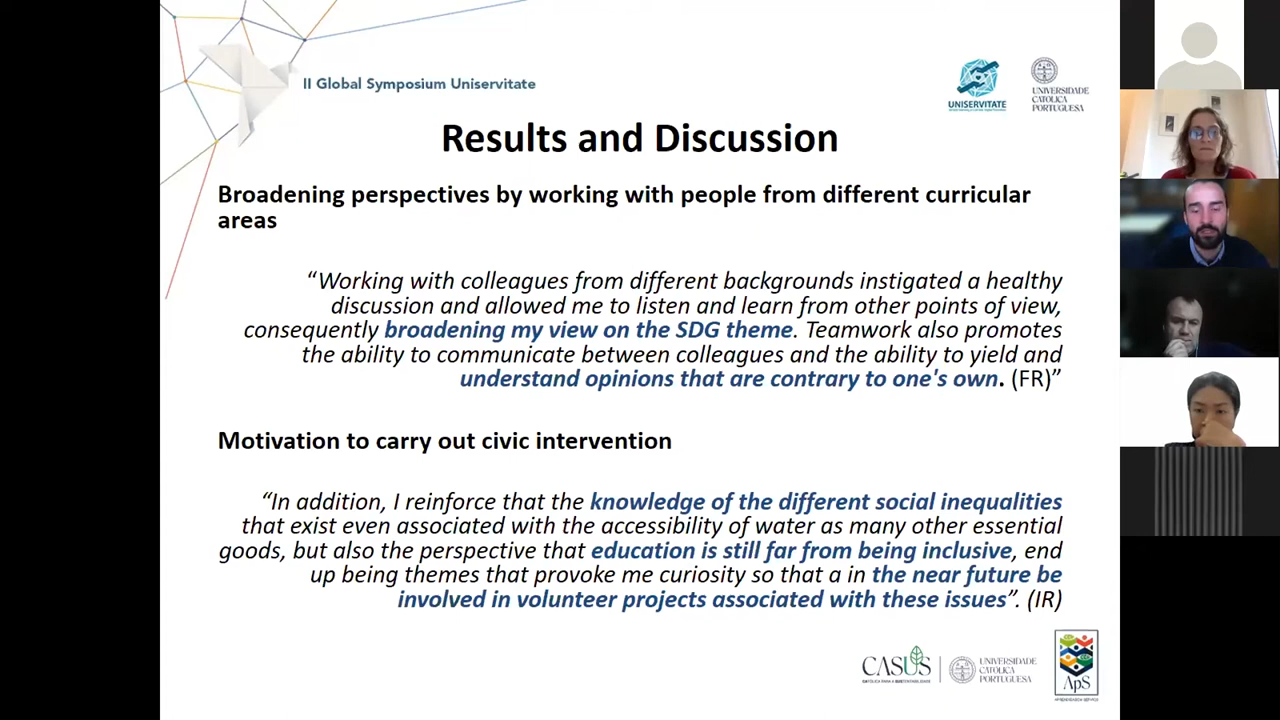 II Global Symposium Uniservitate
UNISERVITATE
UNIVERSIDADE
CATÓLICA
PORTUGUESA
Results and Discussion
Broadening perspectives by working with people from different curricular
areas
“Working with colleagues from different backgrounds instigated a healthy
discussion and allowed me to listen and learn from other points of view,
consequently broadening my view on the SDG theme. Teamwork also promotes
the ability to communicate between colleagues and the ability to yield and
understand opinions that are contrary to one's own. (FR)”
Motivation to carry out civic intervention
“In addition, I reinforce that the knowledge of the different social inequalities
that exist even associated with the accessibility of water as many other essential
goods, but also the perspective that education is still far from being inclusive, end
up being themes that provoke me curiosity so that a in the near future be
involved in volunteer projects associated with these issues”. (IR)
CASUS
CATÓLICA PARA A SUSTENTABILIDADE
UNIVERSIDADE
CATÓLICA
PORTUGUESA
ApS